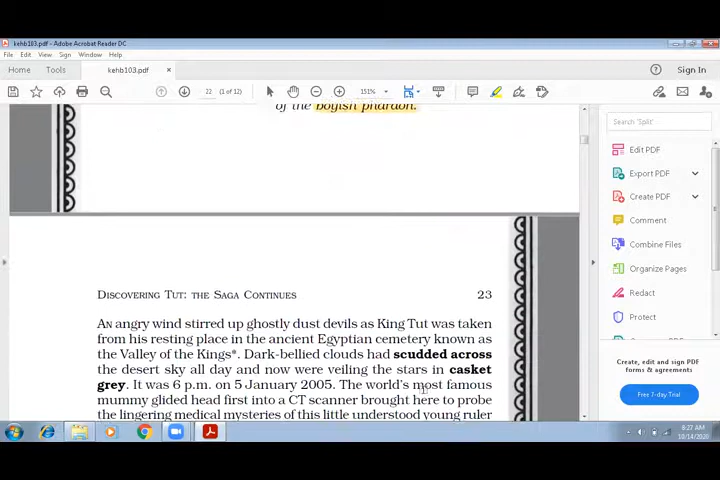 kehb103.pdf - Adobe Acrobat Reader DC
File Edit View Sign Window Help
Home Tools kehb103.pdf × Sign In
22 (1 of 12) 151%
of the boyish pharaoh.
DISCOVERING TUT: THE SAGA CONTINUES 23
AN angry wind stirred up ghostly dust devils as King Tut was taken
from his resting place in the ancient Egyptian cemetery known as
the Valley of the Kings*. Dark-bellied clouds had scudded across
the desert sky all day and now were veiling the stars in casket
grey. It was 6 p.m. on 5 January 2005. The world's most famous
mummy glided head first into a CT scanner brought here to probe
the lingering medical mysteries of this little understood young ruler
Search 'Split'
Edit PDF
Export PDF
Create PDF
Comment
Combine Files
Organize Pages
Redact
Protect
Create, edit and sign PDF
forms & agreements
Free 7-day Trial
8:27 AM
10/14/2020